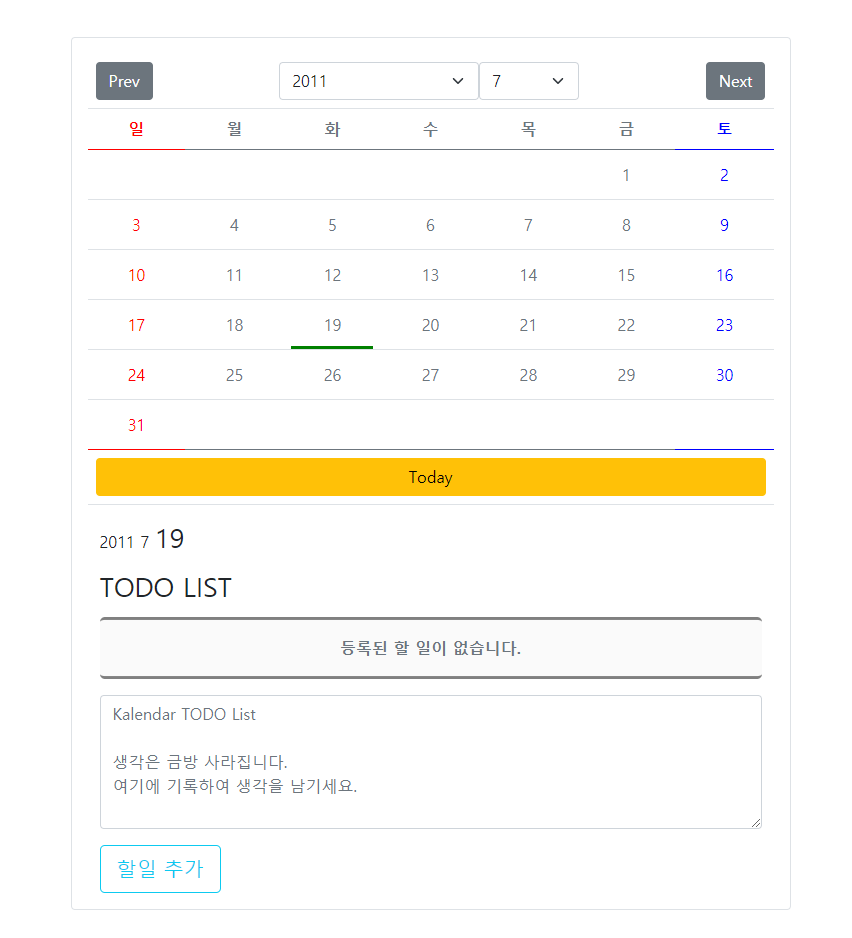 Prev 2011 7 Next
일 월 화 수 목 금 토
1 2
3 4 5 6 7 8 9
10 11 12 13 14 15 16
17 18 19 20 21 22 23
24 25 26 27 28 29 30
31
Today
2011 7 19
TODO LIST
등록된 할 일이 없습니다.
Kalendar TODO List
생각은 금방 사라집니다.
여기에 기록하여 생각을 남기세요.
할일 추가